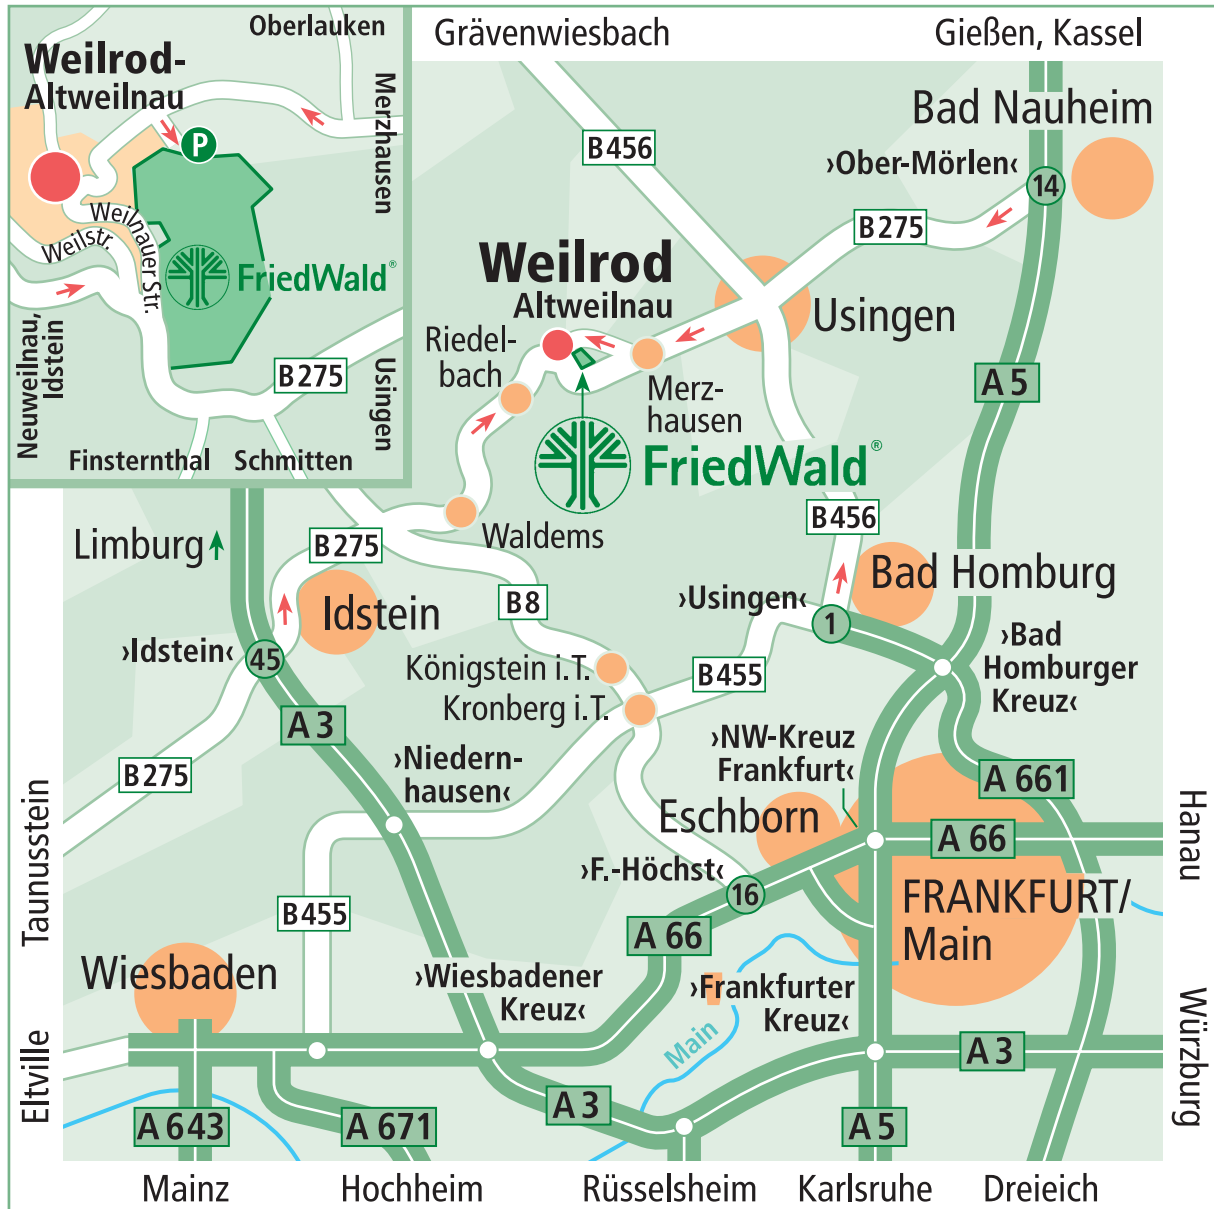 Oberlauken
Weilrod-
Altweilnau
Merzhausen
P
Weilnauer Str.
Weilstr.
FriedWald®
Neuweilnau,
Idstein
B275
Usingen
Finsternthal
Schmitten
Grävenwiesbach
Gießen, Kassel
Bad Nauheim
B456
›Ober-Mörlen‹
14
B275
Weilrod
Altweilnau
Usingen
Riedel-
bach
Merz-
hausen
A 5
FriedWald®
Limburg
B275
Waldems
B456
Bad Homburg
Idstein
B8
›Usingen‹
1
›Idstein‹
45
Königstein i.T.
B455
›Bad
Homburger
Kreuz‹
Kronberg i.T.
A 3
›NW-Kreuz
Frankfurt‹
›Niedern-
hausen‹
B275
A 661
Taunusstein
Eschborn
A 66
Hanau
›F.-Höchst‹
16
B455
FRANKFURT/
Main
A 66
Wiesbaden
›Wiesbadener
Kreuz‹
›Frankfurter
Kreuz‹
Main
Eltville
A 3
Würzburg
A 643
A 671
A 3
A 5
Mainz
Hochheim
Rüsselsheim
Karlsruhe
Dreieich